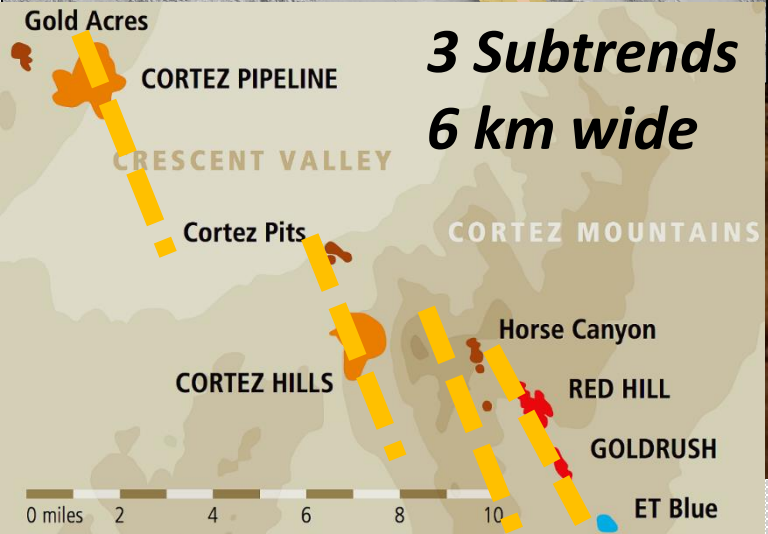 Gold Acres
3 Subtrends
6 km wide
CORTEZ PIPELINE
CRESCENT VALLEY
Cortez Pits
CORTEZ MOUNTAINS
Horse Canyon
CORTEZ HILLS
RED HILL
GOLDRUSH
ET Blue
0 miles 2 4 6 8 10